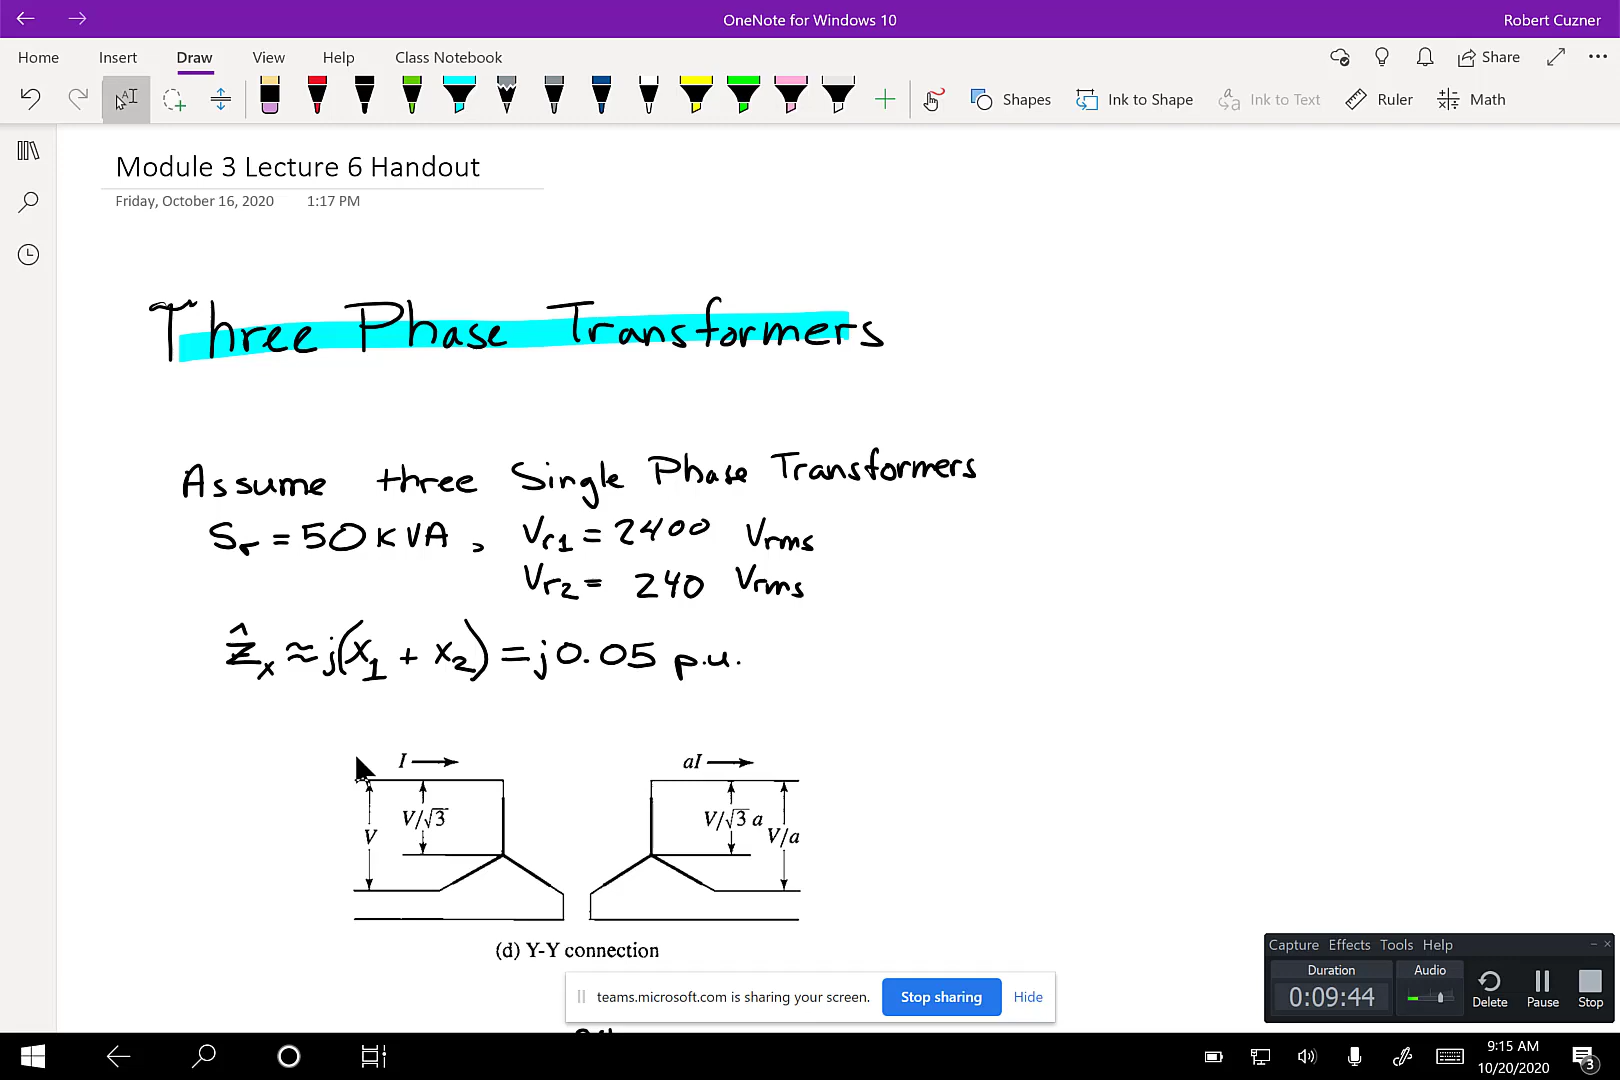 OneNote for Windows 10
Robert Cuzner
Home Insert Draw View Help Class Notebook
Share
Shapes Ink to Shape Ink to Text Ruler Math
Module 3 Lecture 6 Handout
Friday, October 16, 2020 1:17 PM
Three Phase Transformers
Assume three Single Phase Transformers
Sr = 50 KVA, Vr1 = 2400 Vrms
Vr2 = 240 Vrms
Ẑx ≈ j(X1 + X2) = j0.05 p.u.
I aI
V/√3 V/√3 a
V V/a
(d) Y-Y connection
teams.microsoft.com is sharing your screen. Stop sharing Hide
Capture Effects Tools Help
Duration Audio
0:09:44 Delete Pause Stop
9:15 AM
10/20/2020
3